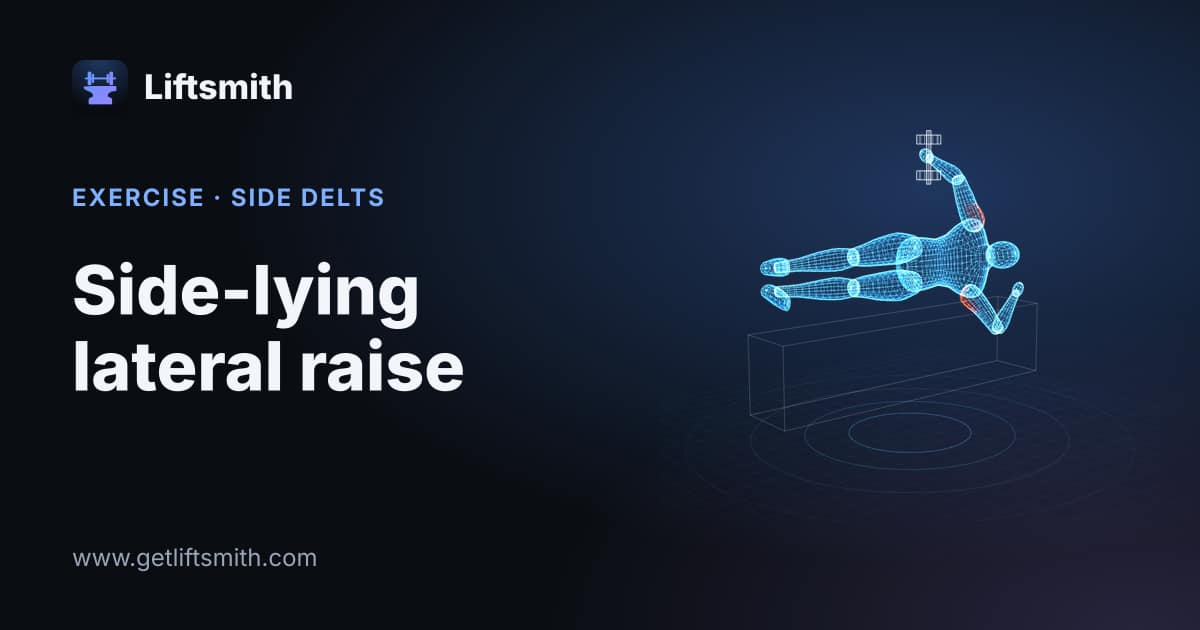 Liftsmith
EXERCISE · SIDE DELTS
Side-lying
lateral raise
www.getliftsmith.com